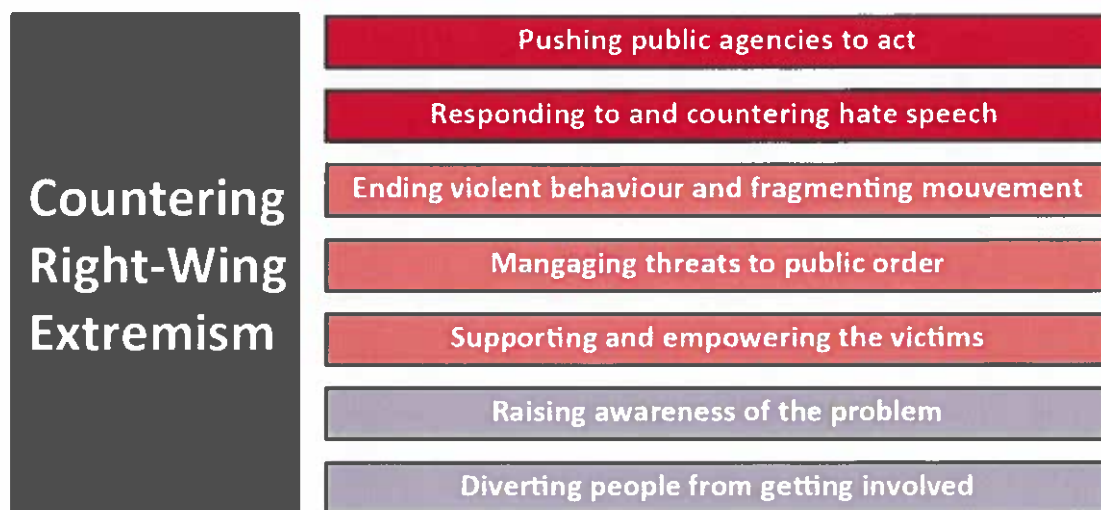 Countering
Right-Wing
Extremism
Pushing public agencies to act
Responding to and countering hate speech
Ending violent behaviour and fragmenting mouvement
Mangaging threats to public order
Supporting and empowering the victims
Raising awareness of the problem
Diverting people from getting involved